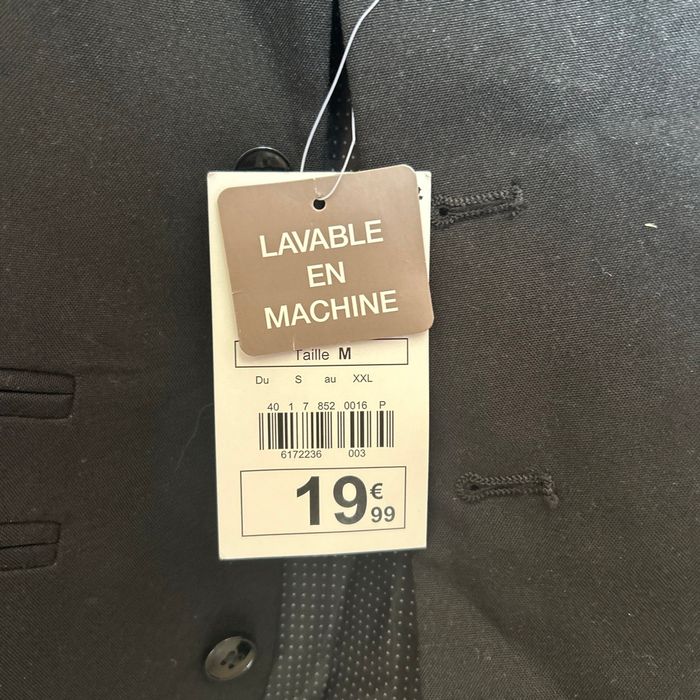 LAVABLE
EN
MACHINE
Taille M
Du S au XXL
40 1 7 852 0016 P
6172236 003
19€99